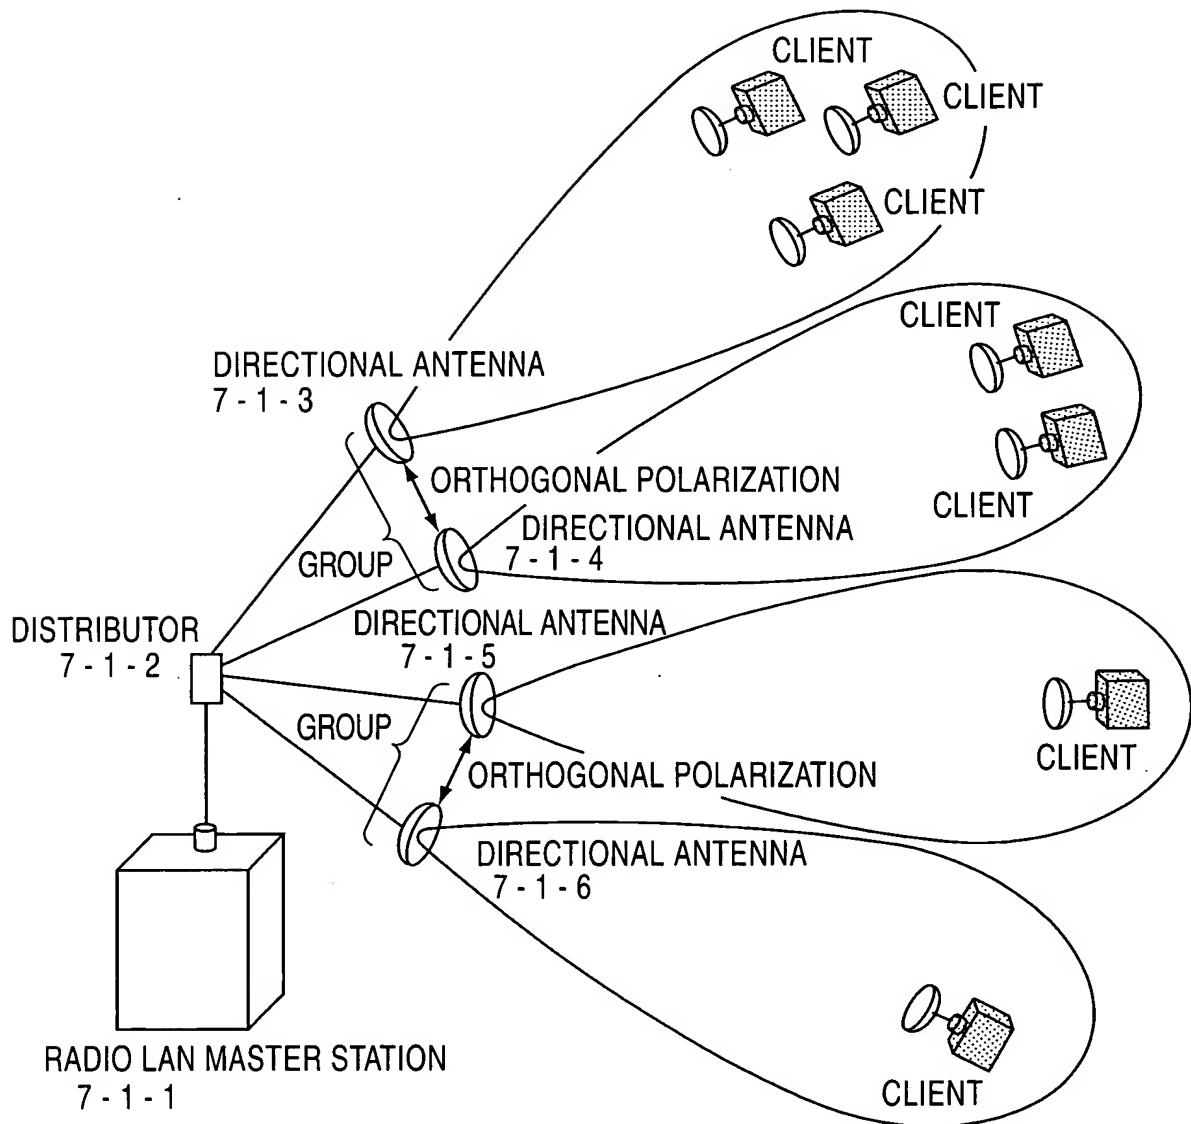 CLIENT
CLIENT
CLIENT
CLIENT
DIRECTIONAL ANTENNA
7 - 1 - 3
ORTHOGONAL POLARIZATION
CLIENT
DIRECTIONAL ANTENNA
7 - 1 - 4
GROUP
DISTRIBUTOR
7 - 1 - 2
DIRECTIONAL ANTENNA
7 - 1 - 5
GROUP
CLIENT
ORTHOGONAL POLARIZATION
DIRECTIONAL ANTENNA
7 - 1 - 6
RADIO LAN MASTER STATION
7 - 1 - 1
CLIENT